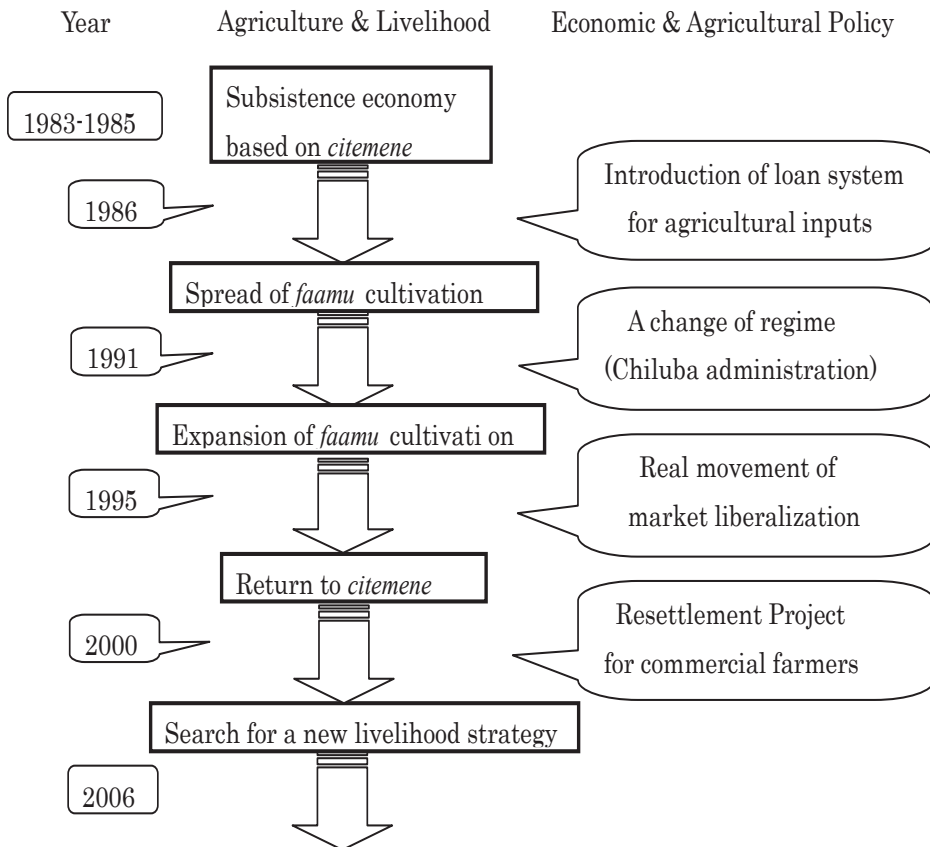 Year Agriculture & Livelihood Economic & Agricultural Policy
1983-1985
Subsistence economy
based on citemene
1986
Introduction of loan system
for agricultural inputs
Spread of faamu cultivation
1991
A change of regime
(Chiluba administration)
Expansion of faamu cultivati on
1995
Real movement of
market liberalization
Return to citemene
2000
Resettlement Project
for commercial farmers
Search for a new livelihood strategy
2006